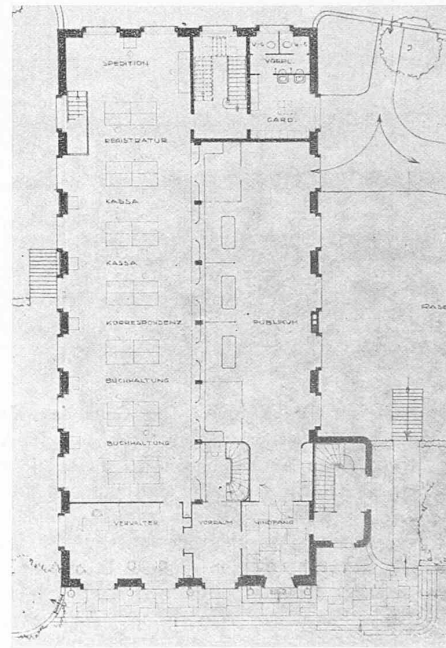 W.C. W.C.
SPEDITION
VORPL.
GARD.
REGISTRATUR
KASSA
KASSA
RASE
KORRESPONDENZ
PUBLIKUM
BUCHHALTUNG
BUCHHALTUNG
VERWALTER
VORRAUM
WINDFANG